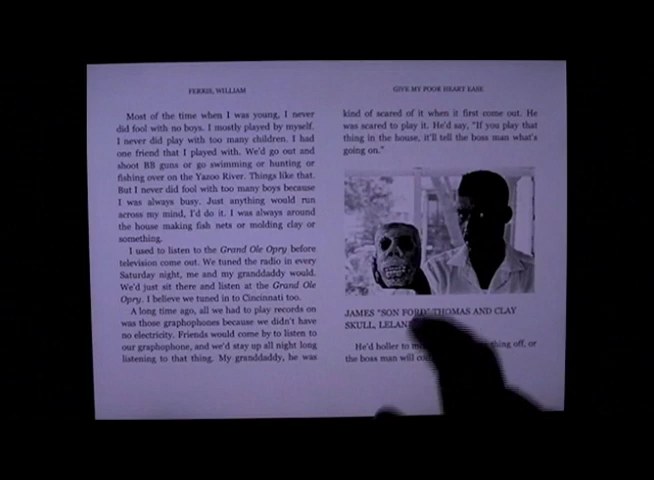 FERRIS, WILLIAM
Most of the time when I was young, I never
did fool with no boys. I mostly played by myself.
I never did play with too many children. I had
one friend that I played with. We'd go out and
shoot BB guns or go swimming or hunting or
fishing over on the Yazoo River. Things like that.
But I never did fool with too many boys because
I was always busy. Just anything would run
across my mind, I'd do it. I was always around
the house making fish nets or molding clay or
something.
I used to listen to the Grand Ole Opry before
television come out. We tuned the radio in every
Saturday night, me and my granddaddy would.
We'd just sit there and listen at the Grand Ole
Opry. I believe we tuned in to Cincinnati too.
A long time ago, all we had to play records on
was those graphophones because we didn't have
no electricity. Friends would come by to listen to
our graphophone, and we'd stay up all night long
listening to that thing. My granddaddy, he was
GIVE MY POOR HEART EASE
kind of scared of it when it first come out. He
was scared to play it. He'd say, "If you play that
thing in the house, it'll tell the boss man what's
going on."
JAMES "SON FORD" THOMAS AND CLAY
SKULL,
He'd holler to off, or
the boss man will